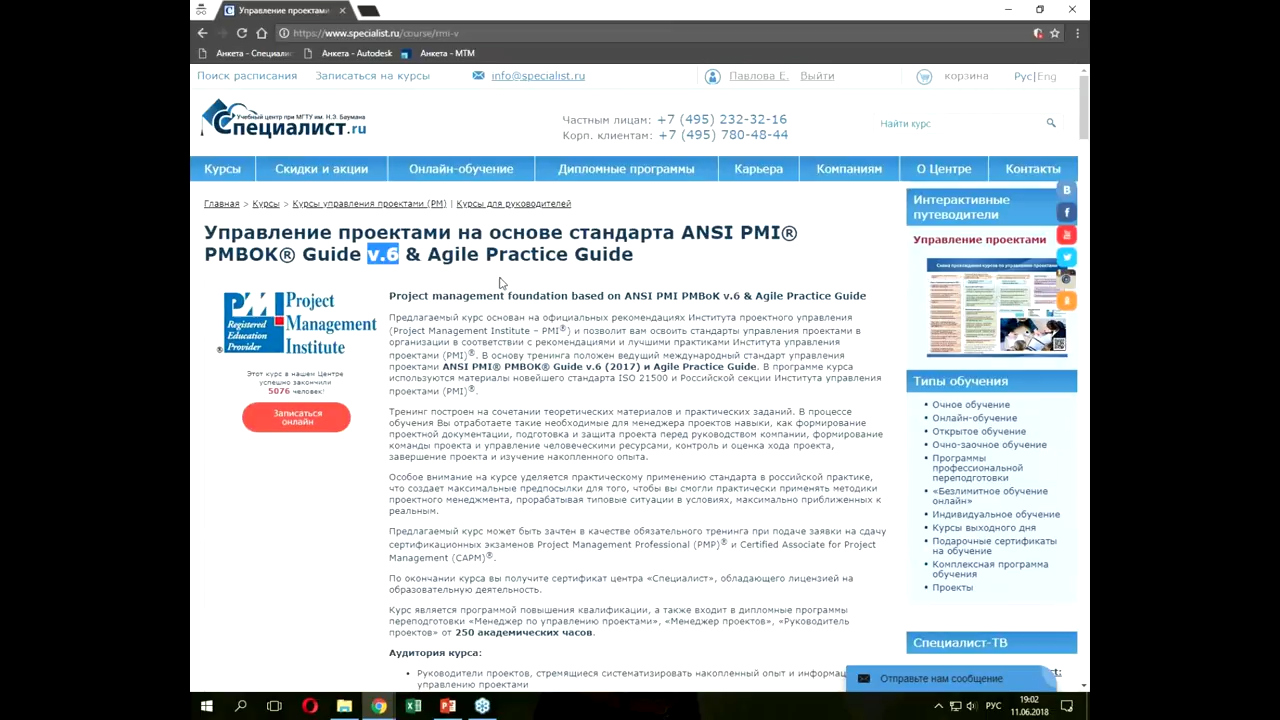 Управление проектами
https://www.specialist.ru/course/rmi-v
Анкета - Специалис
Анкета - Autodesk
Анкета - МТМ
Поиск расписания
Записаться на курсы
info@specialist.ru
Павлова Е.
Выйти
корзина
Рус|Eng
Учебный центр при МГТУ им. Н.Э. Баумана
Специалист.ru
Частным лицам: +7 (495) 232-32-16
Корп. клиентам: +7 (495) 780-48-44
Найти курс
Курсы
Скидки и акции
Онлайн-обучение
Дипломные программы
Карьера
Компаниям
О Центре
Контакты
Главная > Курсы > Курсы управления проектами (PM) | Курсы для руководителей
Управление проектами на основе стандарта ANSI PMI®
PMBOK® Guide v.6 & Agile Practice Guide
PMI
Registered
Education
Provider
Project
Management
Institute
®
Этот курс в нашем Центре
успешно закончили
5076 человек!
Записаться
онлайн
Project management foundation based on ANSI PMI PMBoK v.6 & Agile Practice Guide
Предлагаемый курс основан на официальных рекомендациях Института проектного управления
(Project Management Institute – PMI®) и позволит вам освоить стандарты управления проектами в
организации в соответствии с рекомендациями и лучшими практиками Института управления
проектами (PMI)®. В основу тренинга положен ведущий международный стандарт управления
проектами ANSI PMI® PMBOK® Guide v.6 (2017) и Agile Practice Guide. В программе курса
используются материалы новейшего стандарта ISO 21500 и Российской секции Института управления
проектами (PMI)®.
Тренинг построен на сочетании теоретических материалов и практических заданий. В процессе
обучения Вы отработаете такие необходимые для менеджера проектов навыки, как формирование
проектной документации, подготовка и защита проекта перед руководством компании, формирование
команды проекта и управление человеческими ресурсами, контроль и оценка хода проекта,
завершение проекта и изучение накопленного опыта.
Особое внимание на курсе уделяется практическому применению стандарта в российской практике,
что создает максимальные предпосылки для того, чтобы вы смогли практически применять методики
проектного менеджмента, прорабатывая типовые ситуации в условиях, максимально приближенных к
реальным.
Предлагаемый курс может быть зачтен в качестве обязательного тренинга при подаче заявки на сдачу
сертификационных экзаменов Project Management Professional (PMP)® и Certified Associate for Project
Management (CAPM)®.
По окончании курса вы получите сертификат центра «Специалист», обладающего лицензией на
образовательную деятельность.
Курс является программой повышения квалификации, а также входит в дипломные программы
переподготовки «Менеджер по управлению проектами», «Менеджер проектов», «Руководитель
проектов» от 250 академических часов.
Аудитория курса:
Руководители проектов, стремящиеся систематизировать накопленный опыт и информац
управлению проектами
Интерактивные
путеводители
Управление проектами
Типы обучения
Очное обучение
Онлайн-обучение
Открытое обучение
Очно-заочное обучение
Программы
профессиональной
переподготовки
«Безлимитное обучение
онлайн»
Индивидуальное обучение
Курсы выходного дня
Подарочные сертификаты
на обучение
Комплексная программа
обучения
Проекты
Специалист-ТВ
Отправьте нам сообщение
РУС
19:02
11.06.2018